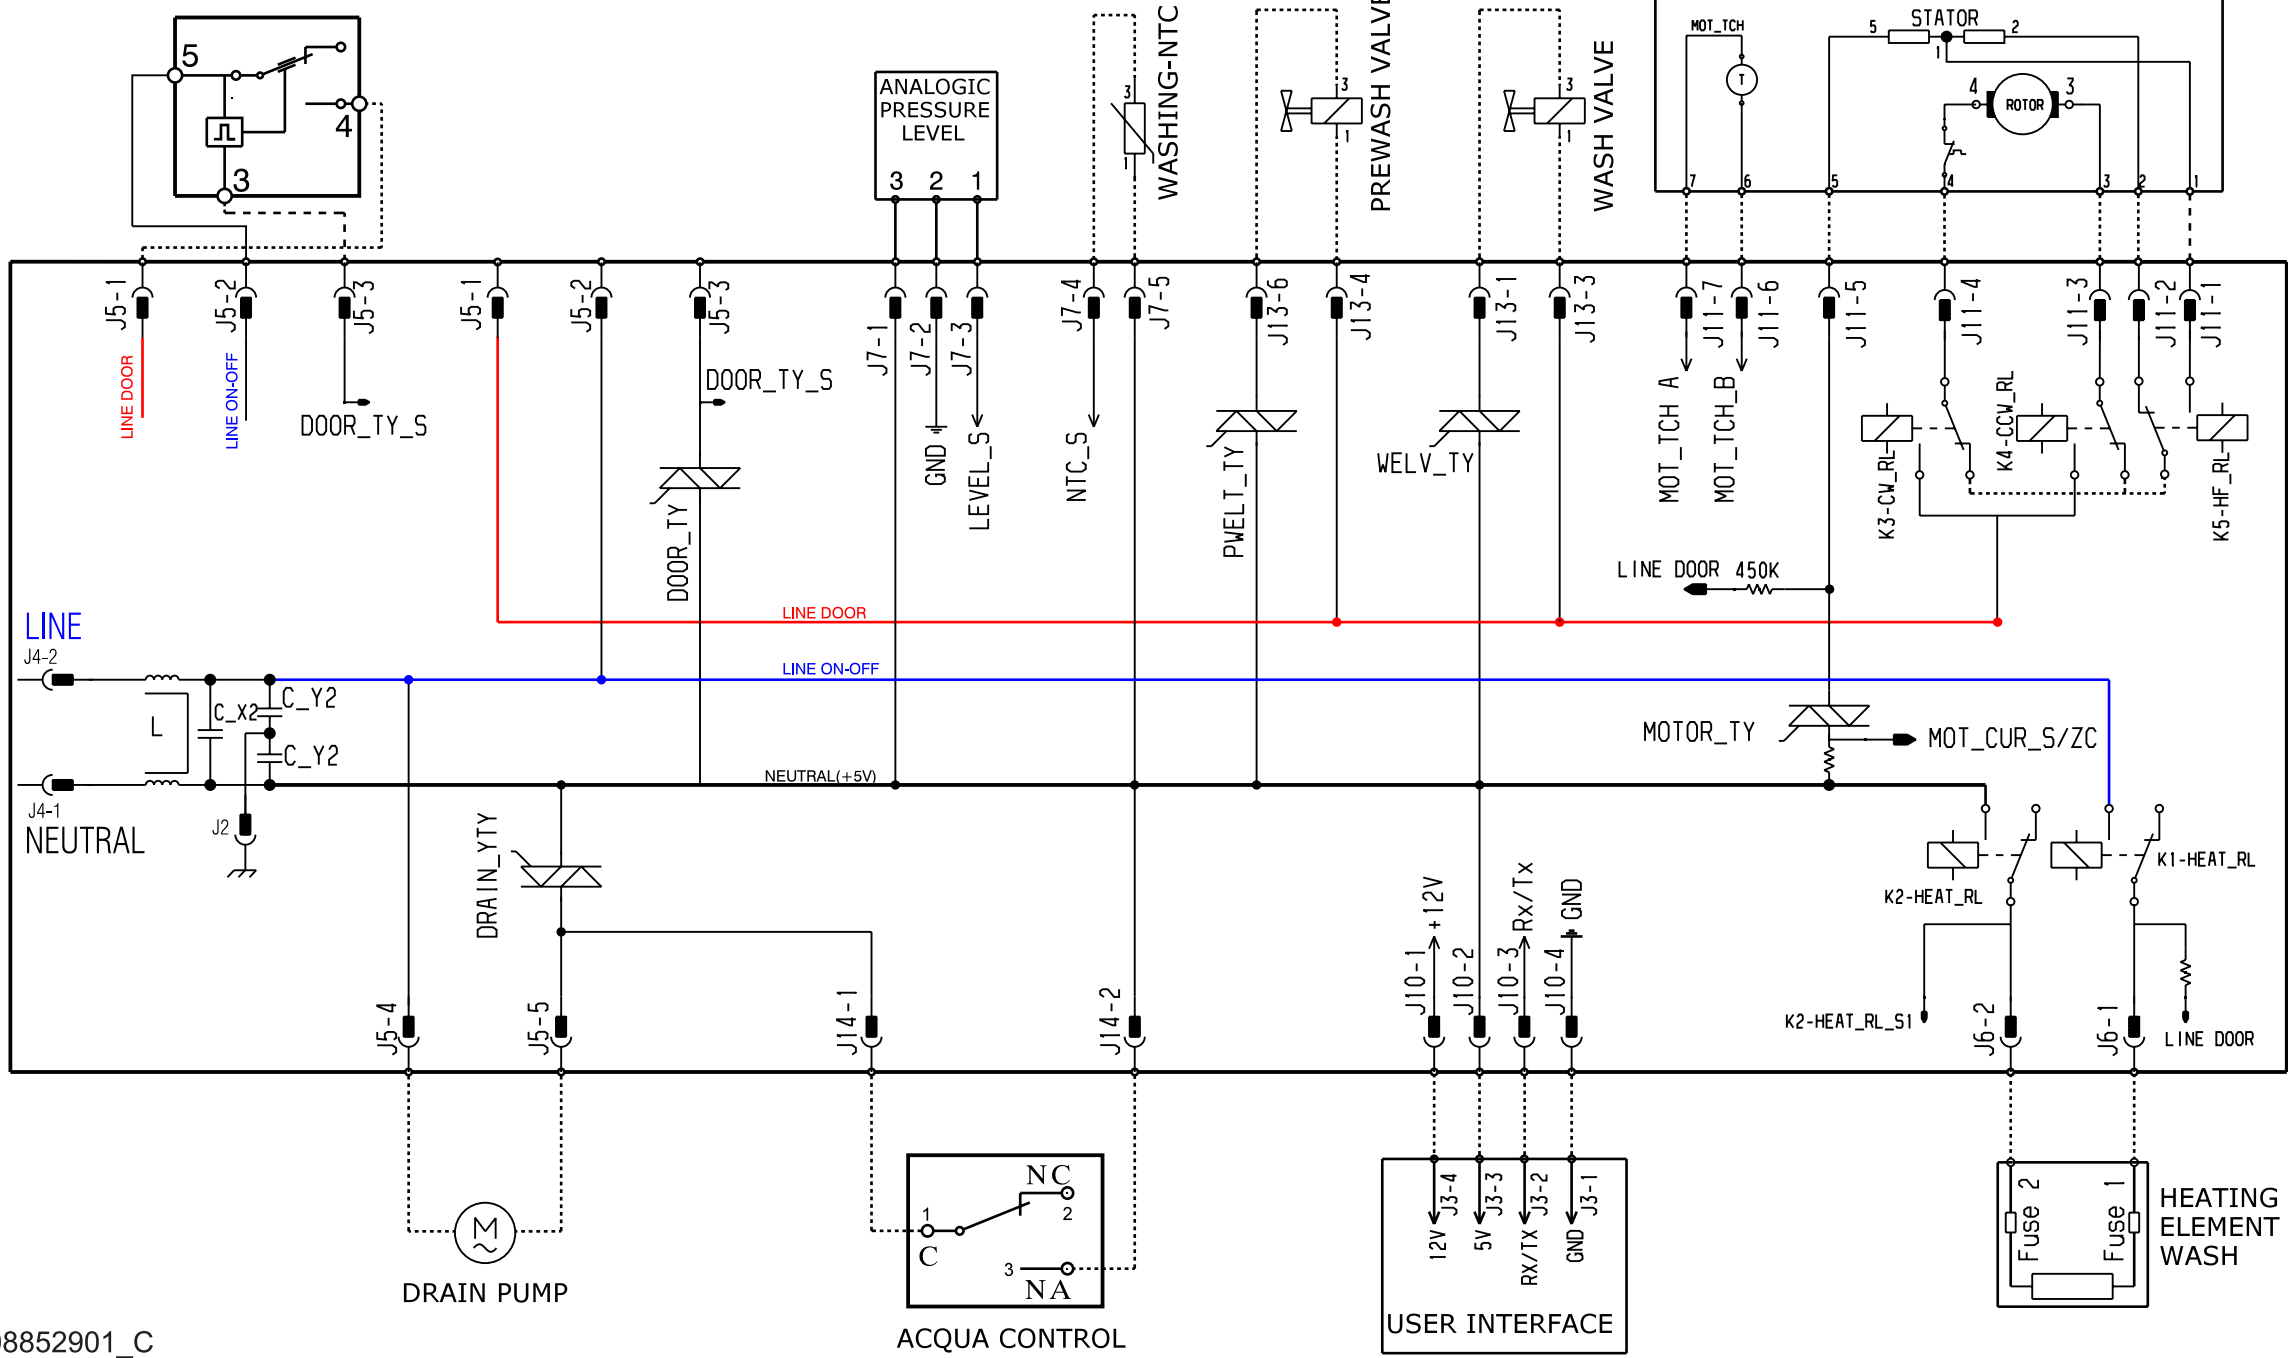 5
4
3
ANALOGIC
PRESSURE
LEVEL
3 2 1
3
1
WASHING-NTC
3
1
PREWASH VALVE
3
1
WASH VALVE
MOT_TCH
T
5 STATOR 2
1
4 ROTOR 3
7 6 5 4 3 2 1
J5-1
J5-2
J5-3
J5-1
J5-2
J5-3
J7-1
J7-2
J7-3
J7-4
J7-5
J13-6
J13-4
J13-1
J13-3
J11-7
J11-6
J11-5
J11-4
J11-3
J11-2
J11-1
LINE DOOR
LINE ON-OFF
DOOR_TY_S
DOOR_TY_S
DOOR_TY
GND
LEVEL_S
NTC_S
PWELT_TY
WELV_TY
MOT_TCH A
MOT_TCH_B
K3-CW_RL
K4-CCW_RL
K5-HF_RL
LINE DOOR 450K
LINE DOOR
LINE
J4-2
LINE ON-OFF
L
C_X2
C_Y2
C_Y2
MOTOR_TY
MOT_CUR_S/ZC
NEUTRAL(+5V)
J4-1
NEUTRAL
J2
DRAIN_YTY
K2-HEAT_RL
K1-HEAT_RL
+12V
Rx/Tx
GND
J5-4
J5-5
J14-1
J14-2
J10-1
J10-2
J10-3
J10-4
K2-HEAT_RL_S1
J6-2
J6-1
LINE DOOR
M
DRAIN PUMP
NC
1
2
C
3
NA
ACQUA CONTROL
J3-4
J3-3
J3-2
J3-1
12V
5V
RX/TX
GND
USER INTERFACE
Fuse 2
Fuse 1
HEATING
ELEMENT
WASH
98852901_C